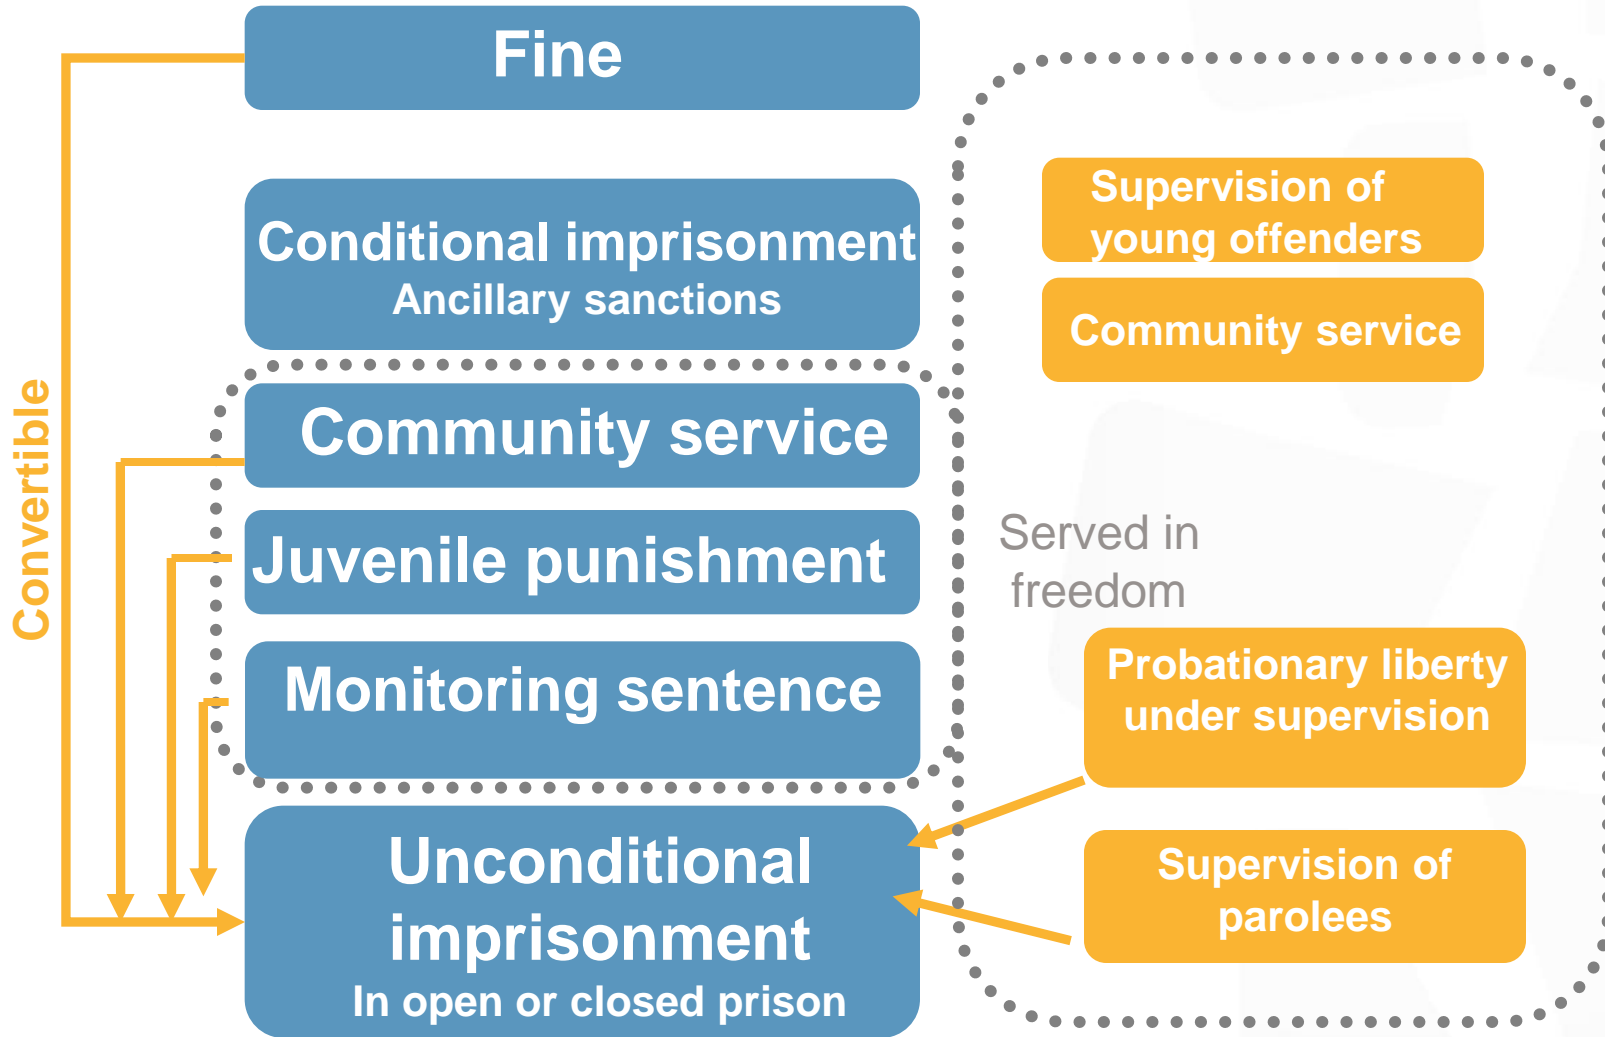 Convertible
Fine
Conditional imprisonment
Ancillary sanctions
Community service
Juvenile punishment
Monitoring sentence
Unconditional
imprisonment
In open or closed prison
Supervision of
young offenders
Community service
Served in
freedom
Probationary liberty
under supervision
Supervision of
parolees